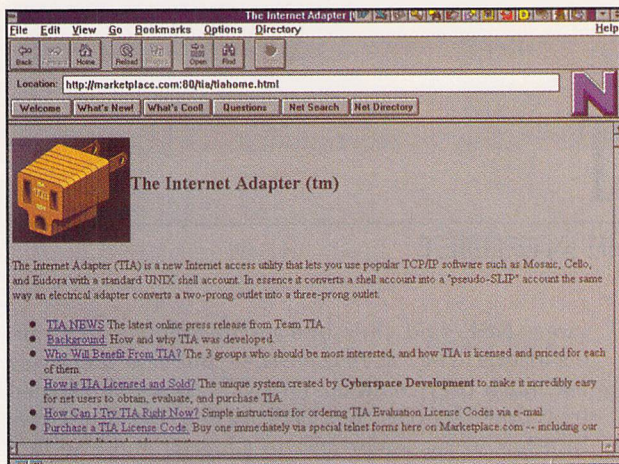 The Internet Adapter
File Edit View Go Bookmarks Options Directory Help
Back Forward Home Reload Images Open Find
Location: http://marketplace.com:80/tia/tiahome.html
N
Welcome What's New! What's Cool! Questions Net Search Net Directory
The Internet Adapter (tm)
The Internet Adapter (TIA) is a new Internet access utility that lets you use popular TCP/IP software such as Mosaic, Cello,
and Eudora with a standard UNIX shell account. In essence it converts a shell account into a "pseudo-SLIP" account the same
way an electrical adapter converts a two-prong outlet into a three-prong outlet.
• TIA NEWS The latest online press release from Team TIA.
• Background How and why TIA was developed.
• Who Will Benefit From TIA? The 3 groups who should be most interested, and how TIA is licensed and priced for each
of them.
• How is TIA Licensed and Sold? The unique system created by Cyberspace Development to make it incredibly easy
for net users to obtain, evaluate, and purchase TIA.
• How Can I Try TIA Right Now? Simple instructions for ordering TIA Evaluation License Codes via e-mail.
• Purchase a TIA License Code. Buy one immediately via special telnet forms here on Marketplace.com -- including our